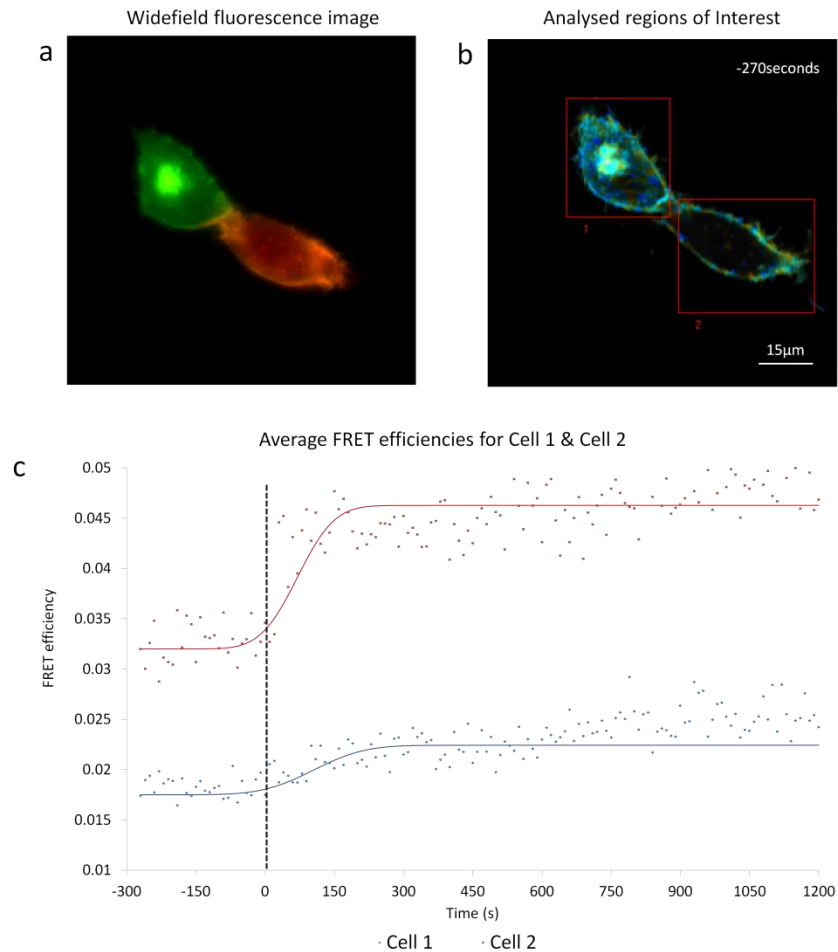 Widefield fluorescence image
Analysed regions of Interest
a
b
-270seconds
1
2
15μm
Average FRET efficiencies for Cell 1 & Cell 2
c
0.05
0.045
0.04
0.035
0.03
0.025
0.02
0.015
0.01
FRET efficiency
-300 -150 0 150 300 450 600 750 900 1050 1200
Time (s)
Cell 1 Cell 2